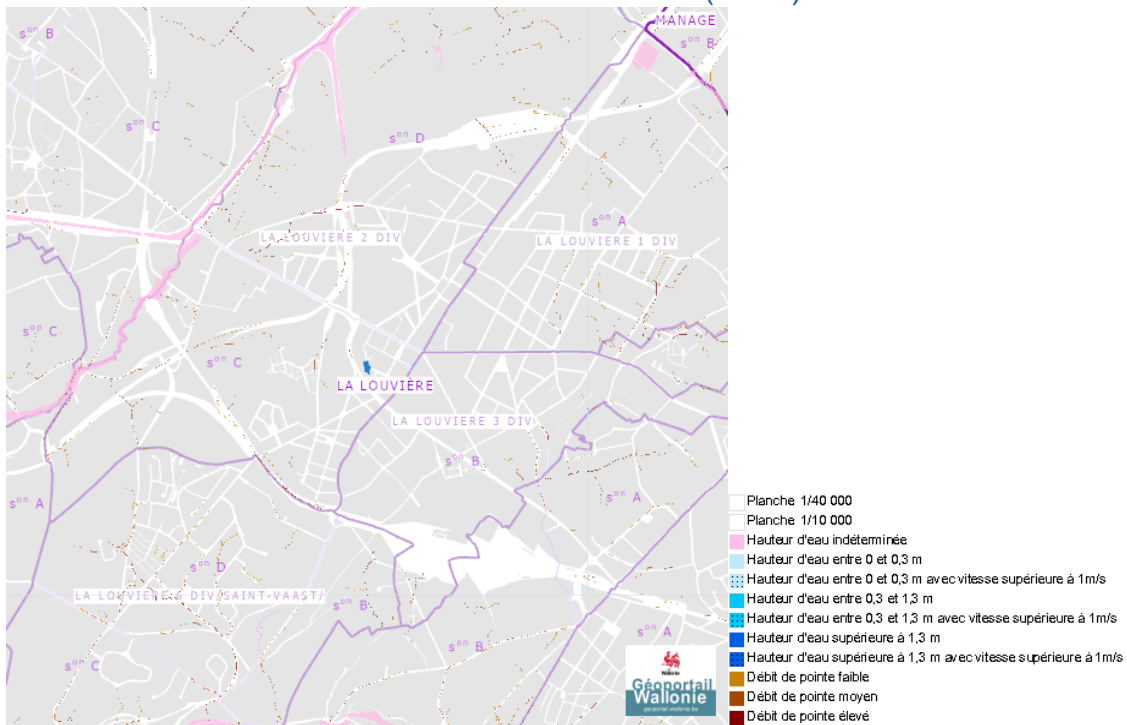 MANAGE
sᵒⁿ B
sᵒⁿ B
sᵒⁿ C
sᵒⁿ D
sᵒⁿ A
LA LOUVIERE 2 DIV
LA LOUVIERE 1 DIV
sᵒⁿ C
sᵒⁿ C
LA LOUVIÈRE
LA LOUVIERE 3 DIV
sᵒⁿ B
sᵒⁿ A
sᵒⁿ A
sᵒⁿ D
LA LOUVIERE 6 DIV/SAINT-VAAST/
sᵒⁿ B
sᵒⁿ A
sᵒⁿ B
sᵒⁿ C
Wallonie
Géoportail
Wallonie
geoportail.wallonie.be
Planche 1/40 000
Planche 1/10 000
Hauteur d'eau indéterminée
Hauteur d'eau entre 0 et 0,3 m
Hauteur d'eau entre 0 et 0,3 m avec vitesse supérieure à 1m/s
Hauteur d'eau entre 0,3 et 1,3 m
Hauteur d'eau entre 0,3 et 1,3 m avec vitesse supérieure à 1m/s
Hauteur d'eau supérieure à 1,3 m
Hauteur d'eau supérieure à 1,3 m avec vitesse supérieure à 1m/s
Débit de pointe faible
Débit de pointe moyen
Débit de pointe élevé